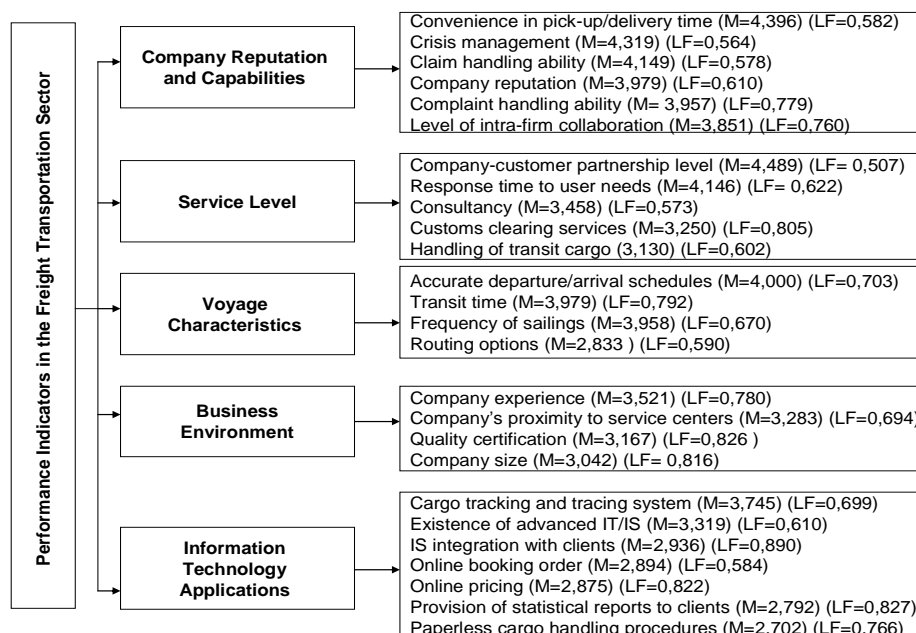 Performance Indicators in the Freight Transportation Sector
Company Reputation
and Capabilities
Convenience in pick-up/delivery time (M=4,396) (LF=0,582)
Crisis management (M=4,319) (LF=0,564)
Claim handling ability (M=4,149) (LF=0,578)
Company reputation (M=3,979) (LF=0,610)
Complaint handling ability (M= 3,957) (LF=0,779)
Level of intra-firm collaboration (M=3,851) (LF=0,760)
Service Level
Company-customer partnership level (M=4,489) (LF= 0,507)
Response time to user needs (M=4,146) (LF= 0,622)
Consultancy (M=3,458) (LF=0,573)
Customs clearing services (M=3,250) (LF=0,805)
Handling of transit cargo (3,130) (LF=0,602)
Voyage
Characteristics
Accurate departure/arrival schedules (M=4,000) (LF=0,703)
Transit time (M=3,979) (LF=0,792)
Frequency of sailings (M=3,958) (LF=0,670)
Routing options (M=2,833 ) (LF=0,590)
Business
Environment
Company experience (M=3,521) (LF=0,780)
Company’s proximity to service centers (M=3,283) (LF=0,694)
Quality certification (M=3,167) (LF=0,826 )
Company size (M=3,042) (LF= 0,816)
Information
Technology
Applications
Cargo tracking and tracing system (M=3,745) (LF=0,699)
Existence of advanced IT/IS (M=3,319) (LF=0,610)
IS integration with clients (M=2,936) (LF=0,890)
Online booking order (M=2,894) (LF=0,584)
Online pricing (M=2,875) (LF=0,822)
Provision of statistical reports to clients (M=2,792) (LF=0,827)
Paperless cargo handling procedures (M=2,702) (LF=0,766)